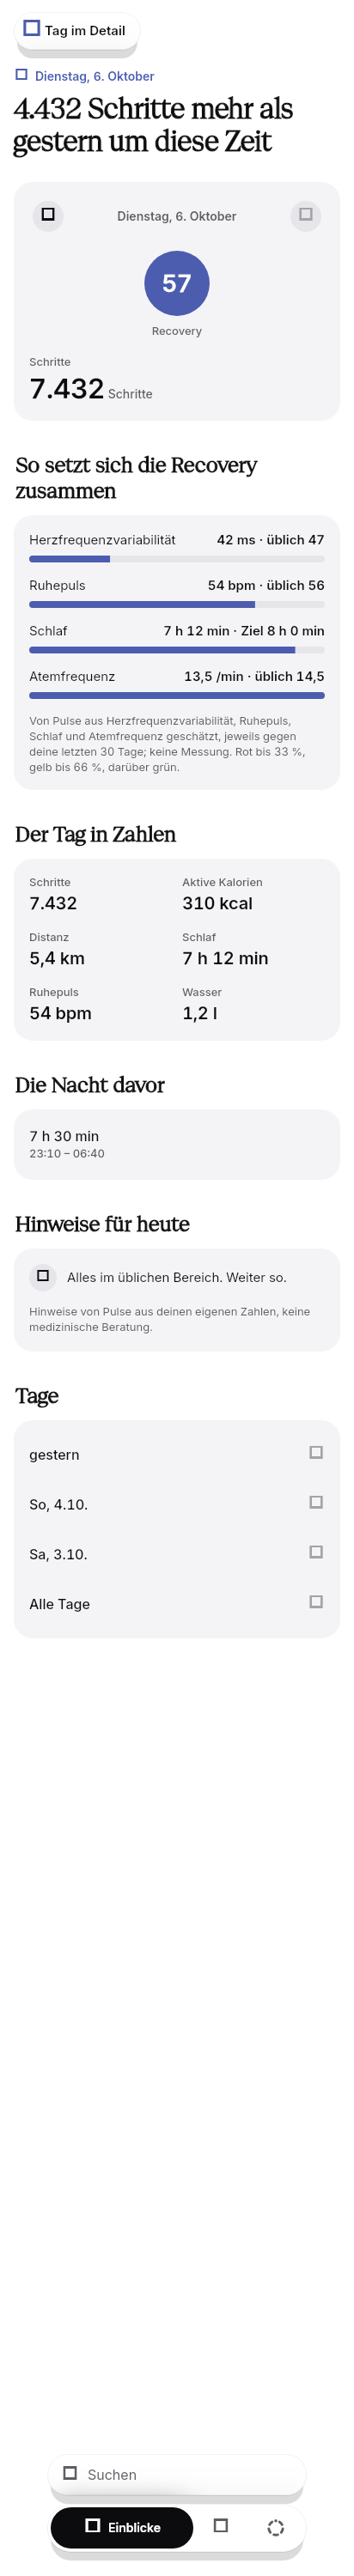 Tag im Detail
Dienstag, 6. Oktober
4.432 Schritte mehr als
gestern um diese Zeit
Dienstag, 6. Oktober
57
Recovery
Schritte
7.432 Schritte
So setzt sich die Recovery
zusammen
Herzfrequenzvariabilität 42 ms · üblich 47
Ruhepuls 54 bpm · üblich 56
Schlaf 7 h 12 min · Ziel 8 h 0 min
Atemfrequenz 13,5 /min · üblich 14,5
Von Pulse aus Herzfrequenzvariabilität, Ruhepuls,
Schlaf und Atemfrequenz geschätzt, jeweils gegen
deine letzten 30 Tage; keine Messung. Rot bis 33 %,
gelb bis 66 %, darüber grün.
Der Tag in Zahlen
Schritte Aktive Kalorien
7.432 310 kcal
Distanz Schlaf
5,4 km 7 h 12 min
Ruhepuls Wasser
54 bpm 1,2 l
Die Nacht davor
7 h 30 min
23:10 – 06:40
Hinweise für heute
Alles im üblichen Bereich. Weiter so.
Hinweise von Pulse aus deinen eigenen Zahlen, keine
medizinische Beratung.
Tage
gestern
So, 4.10.
Sa, 3.10.
Alle Tage
Suchen
Einblicke